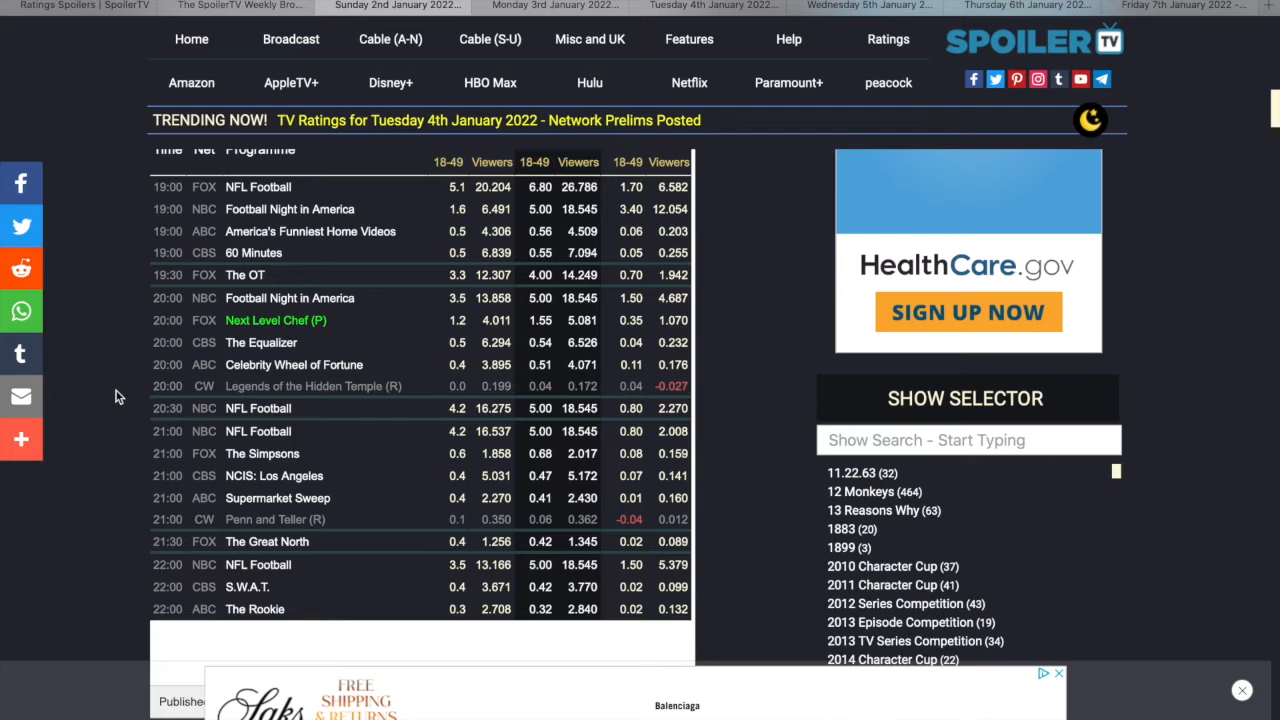 Ratings Spoilers | SpoilerTV
The SpoilerTV Weekly Bro...
Sunday 2nd January 2022...
Monday 3rd January 2022...
Tuesday 4th January 2022...
Wednesday 5th January 2...
Thursday 6th January 202...
Friday 7th January 2022 -...
Home Broadcast Cable (A-N) Cable (S-U) Misc and UK Features Help Ratings
SPOILER TV
Amazon AppleTV+ Disney+ HBO Max Hulu Netflix Paramount+ peacock
TRENDING NOW! TV Ratings for Tuesday 4th January 2022 - Network Prelims Posted
Time Net Programme
18-49 Viewers 18-49 Viewers 18-49 Viewers
19:00 FOX NFL Football 5.1 20.204 6.80 26.786 1.70 6.582
19:00 NBC Football Night in America 1.6 6.491 5.00 18.545 3.40 12.054
19:00 ABC America's Funniest Home Videos 0.5 4.306 0.56 4.509 0.06 0.203
19:00 CBS 60 Minutes 0.5 6.839 0.55 7.094 0.05 0.255
19:30 FOX The OT 3.3 12.307 4.00 14.249 0.70 1.942
20:00 NBC Football Night in America 3.5 13.858 5.00 18.545 1.50 4.687
20:00 FOX Next Level Chef (P) 1.2 4.011 1.55 5.081 0.35 1.070
20:00 CBS The Equalizer 0.5 6.294 0.54 6.526 0.04 0.232
20:00 ABC Celebrity Wheel of Fortune 0.4 3.895 0.51 4.071 0.11 0.176
20:00 CW Legends of the Hidden Temple (R) 0.0 0.199 0.04 0.172 0.04 -0.027
20:30 NBC NFL Football 4.2 16.275 5.00 18.545 0.80 2.270
21:00 NBC NFL Football 4.2 16.537 5.00 18.545 0.80 2.008
21:00 FOX The Simpsons 0.6 1.858 0.68 2.017 0.08 0.159
21:00 CBS NCIS: Los Angeles 0.4 5.031 0.47 5.172 0.07 0.141
21:00 ABC Supermarket Sweep 0.4 2.270 0.41 2.430 0.01 0.160
21:00 CW Penn and Teller (R) 0.1 0.350 0.06 0.362 -0.04 0.012
21:30 FOX The Great North 0.4 1.256 0.42 1.345 0.02 0.089
22:00 NBC NFL Football 3.5 13.166 5.00 18.545 1.50 5.379
22:00 CBS S.W.A.T. 0.4 3.671 0.42 3.770 0.02 0.099
22:00 ABC The Rookie 0.3 2.708 0.32 2.840 0.02 0.132
HealthCare.gov
SIGN UP NOW
SHOW SELECTOR
Show Search - Start Typing
11.22.63 (32)
12 Monkeys (464)
13 Reasons Why (63)
1883 (20)
1899 (3)
2010 Character Cup (37)
2011 Character Cup (41)
2012 Series Competition (43)
2013 Episode Competition (19)
2013 TV Series Competition (34)
2014 Character Cup (22)
Publishe
Saks
FREE
SHIPPING
& RETURNS
Balenciaga